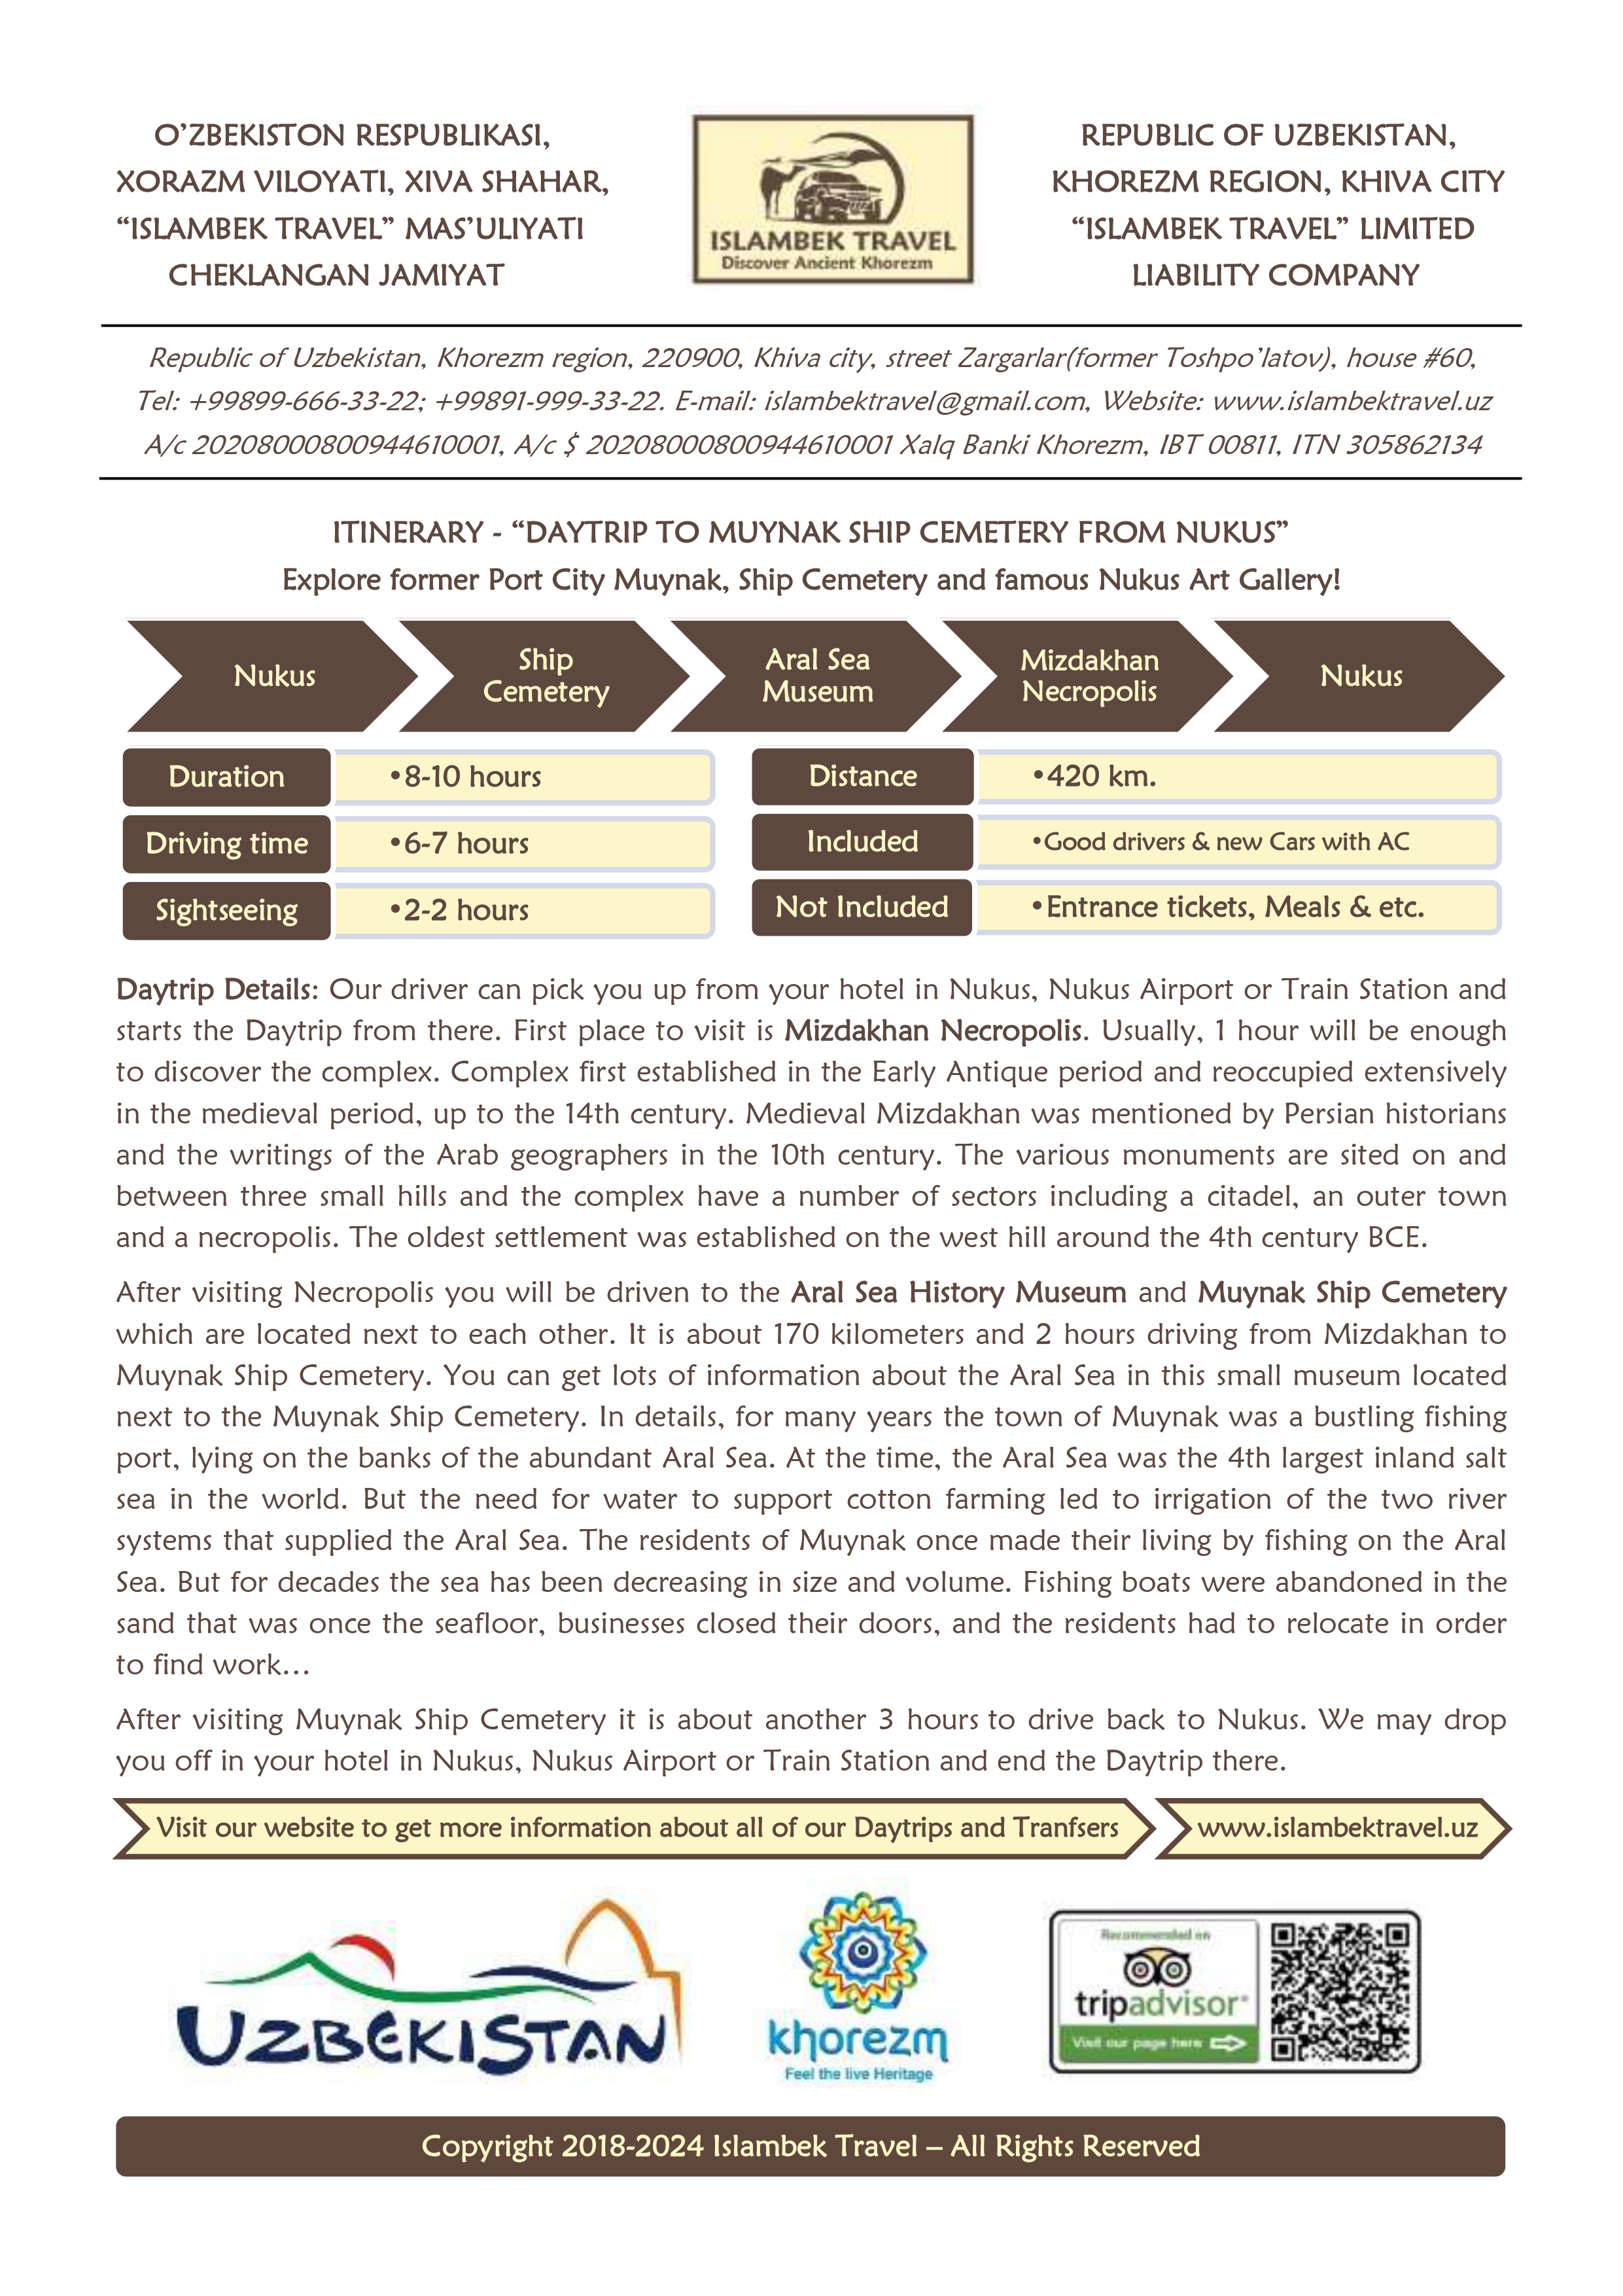 O’ZBEKISTON RESPUBLIKASI,
XORAZM VILOYATI, XIVA SHAHAR,
“ISLAMBEK TRAVEL” MAS’ULIYATI
CHEKLANGAN JAMIYAT
ISLAMBEK TRAVEL
Discover Ancient Khorezm
REPUBLIC OF UZBEKISTAN,
KHOREZM REGION, KHIVA CITY
“ISLAMBEK TRAVEL” LIMITED
LIABILITY COMPANY
Republic of Uzbekistan, Khorezm region, 220900, Khiva city, street Zargarlar(former Toshpo’latov), house #60,
Tel: +99899-666-33-22; +99891-999-33-22. E-mail: islambektravel@gmail.com, Website: www.islambektravel.uz
A/c 20208000800944610001, A/c $ 20208000800944610001 Xalq Banki Khorezm, IBT 00811, ITN 305862134
ITINERARY - “DAYTRIP TO MUYNAK SHIP CEMETERY FROM NUKUS”
Explore former Port City Muynak, Ship Cemetery and famous Nukus Art Gallery!
Nukus
Ship
Cemetery
Aral Sea
Museum
Mizdakhan
Necropolis
Nukus
Duration
•8-10 hours
Driving time
•6-7 hours
Sightseeing
•2-2 hours
Distance
•420 km.
Included
•Good drivers & new Cars with AC
Not Included
•Entrance tickets, Meals & etc.
Daytrip Details: Our driver can pick you up from your hotel in Nukus, Nukus Airport or Train Station and
starts the Daytrip from there. First place to visit is Mizdakhan Necropolis. Usually, 1 hour will be enough
to discover the complex. Complex first established in the Early Antique period and reoccupied extensively
in the medieval period, up to the 14th century. Medieval Mizdakhan was mentioned by Persian historians
and the writings of the Arab geographers in the 10th century. The various monuments are sited on and
between three small hills and the complex have a number of sectors including a citadel, an outer town
and a necropolis. The oldest settlement was established on the west hill around the 4th century BCE.
After visiting Necropolis you will be driven to the Aral Sea History Museum and Muynak Ship Cemetery
which are located next to each other. It is about 170 kilometers and 2 hours driving from Mizdakhan to
Muynak Ship Cemetery. You can get lots of information about the Aral Sea in this small museum located
next to the Muynak Ship Cemetery. In details, for many years the town of Muynak was a bustling fishing
port, lying on the banks of the abundant Aral Sea. At the time, the Aral Sea was the 4th largest inland salt
sea in the world. But the need for water to support cotton farming led to irrigation of the two river
systems that supplied the Aral Sea. The residents of Muynak once made their living by fishing on the Aral
Sea. But for decades the sea has been decreasing in size and volume. Fishing boats were abandoned in the
sand that was once the seafloor, businesses closed their doors, and the residents had to relocate in order
to find work…
After visiting Muynak Ship Cemetery it is about another 3 hours to drive back to Nukus. We may drop
you off in your hotel in Nukus, Nukus Airport or Train Station and end the Daytrip there.
Visit our website to get more information about all of our Daytrips and Tranfsers
www.islambektravel.uz
UZBEKISTAN
khorezm
Feel the live Heritage
Recommended on
tripadvisor®
Visit our page here
Copyright 2018-2024 Islambek Travel – All Rights Reserved